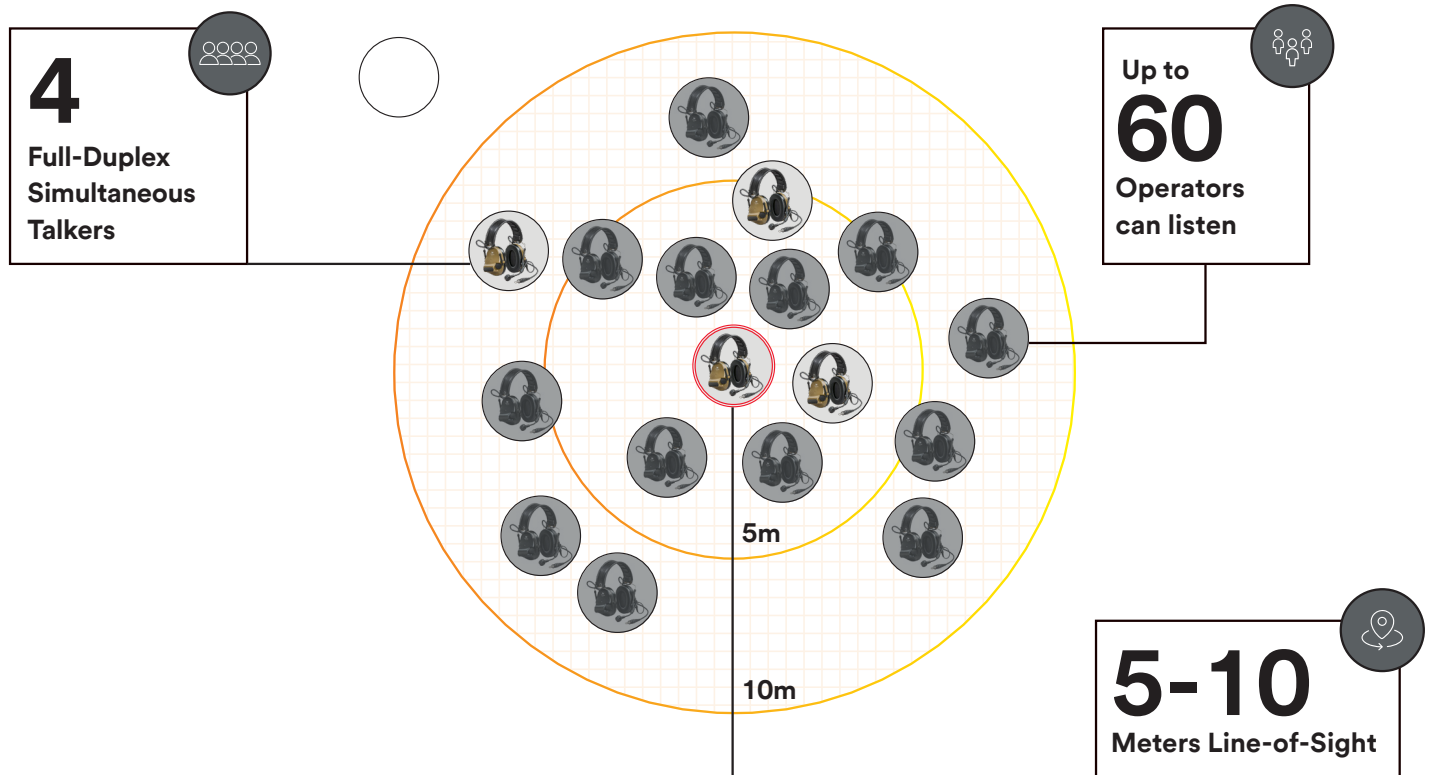 4
Full-Duplex
Simultaneous
Talkers
Up to
60
Operators
can listen
5m
10m
5-10
Meters Line-of-Sight